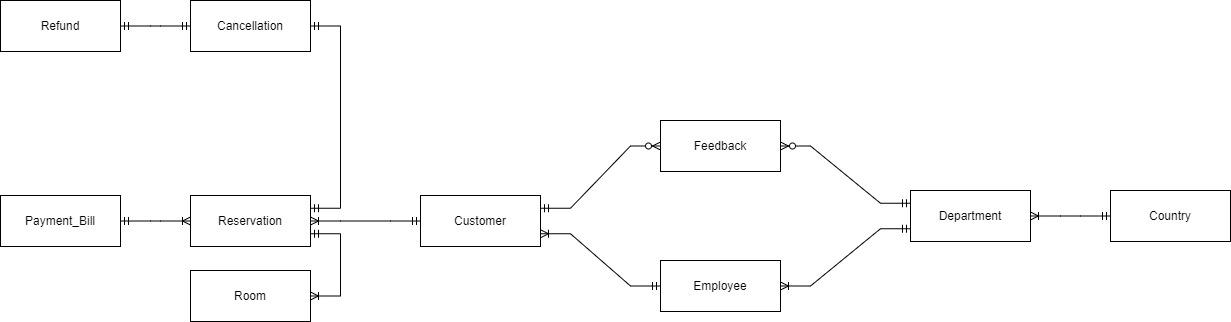 Refund
Cancellation
Feedback
Payment_Bill
Reservation
Customer
Department
Country
Room
Employee